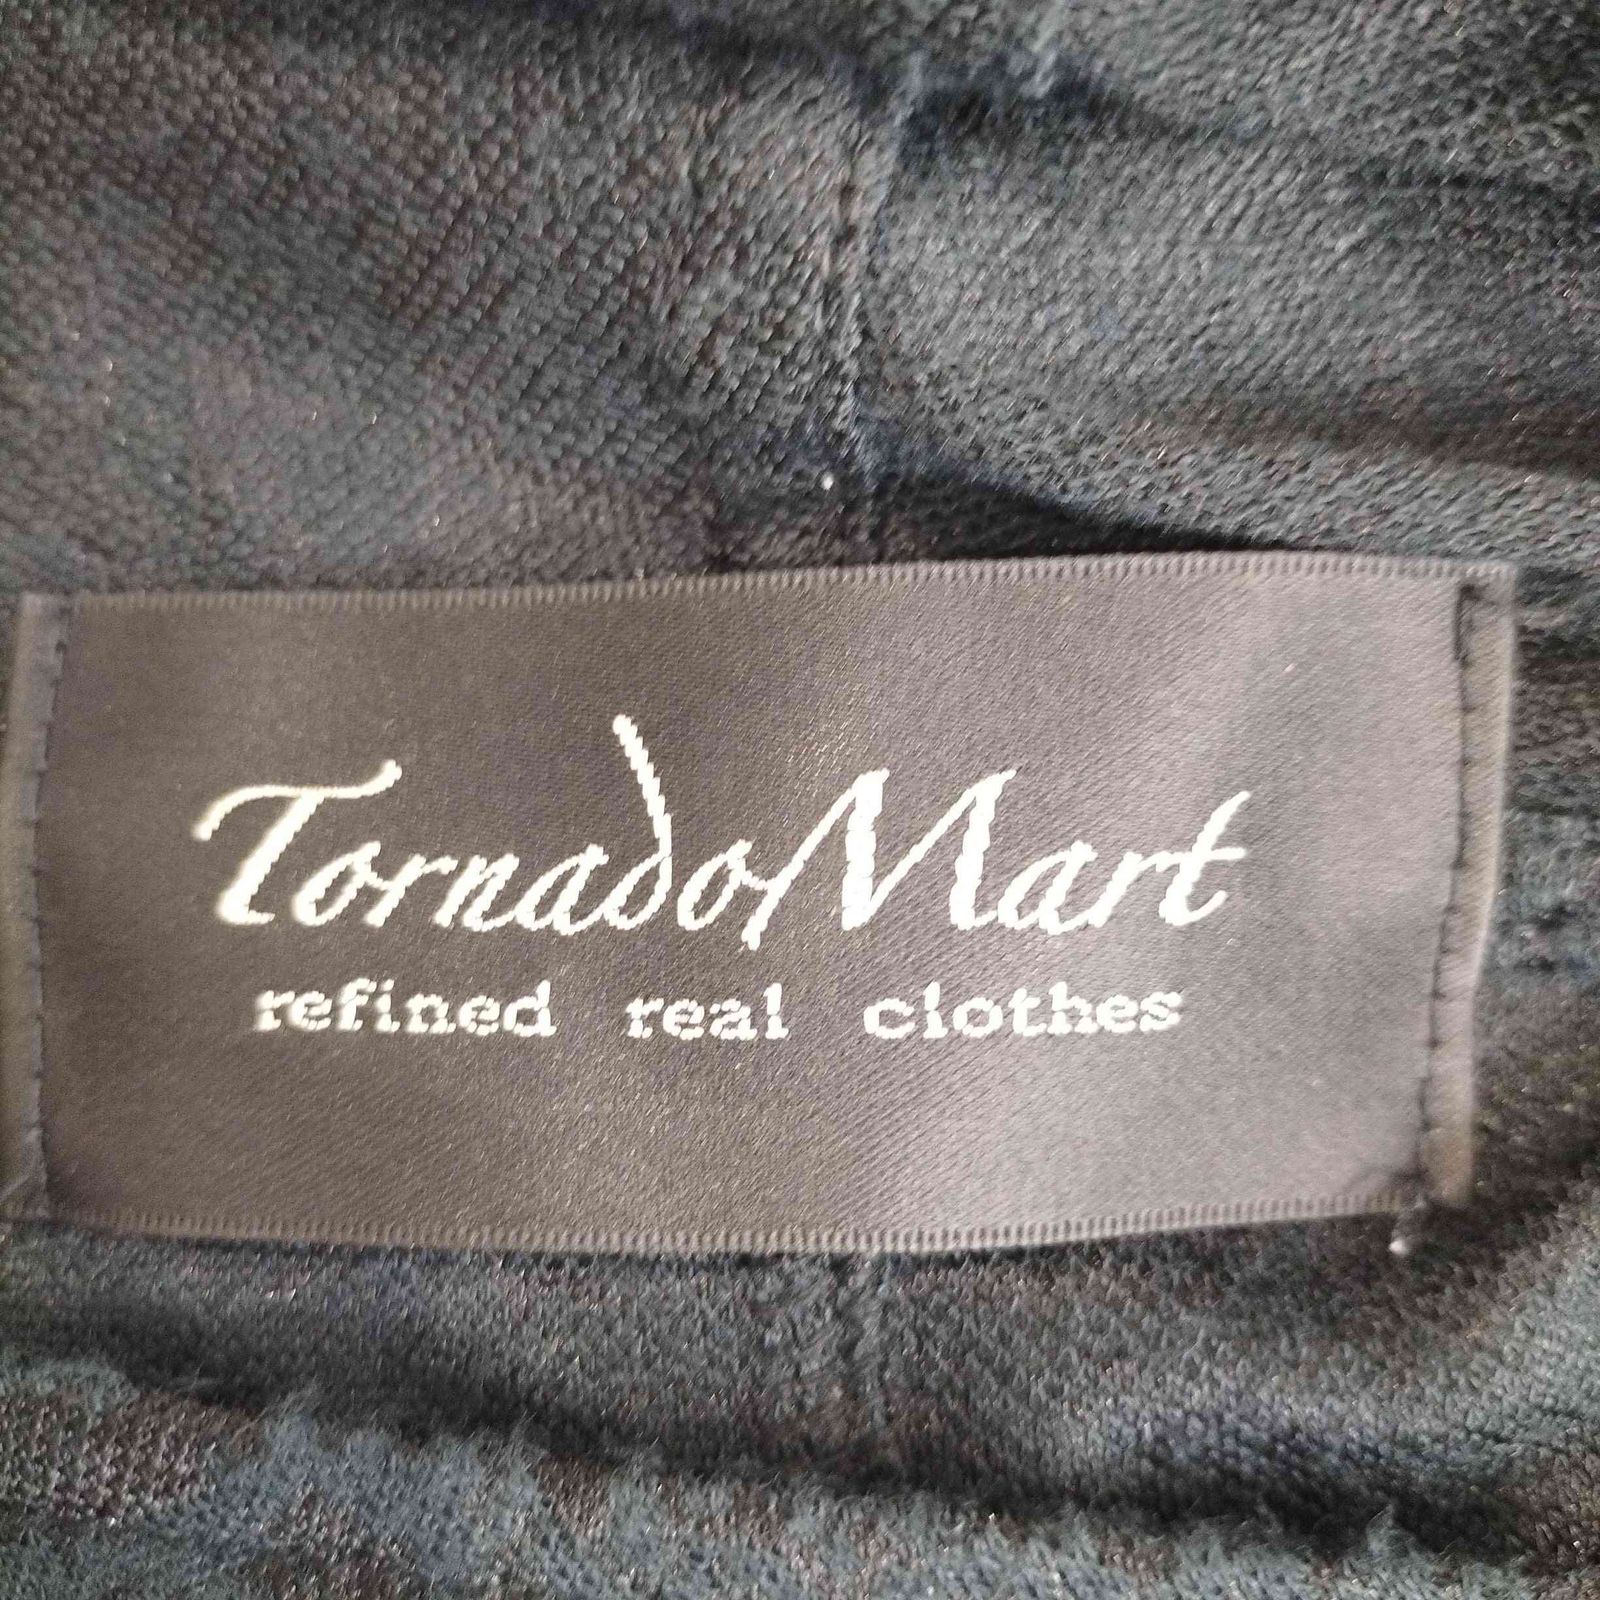 TornadoMart
refined real clothes